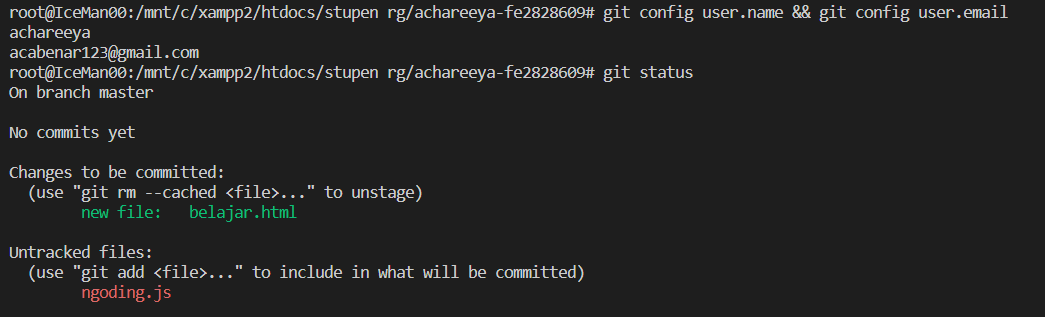 root@IceMan00:/mnt/c/xampp2/htdocs/stupen rg/achareeya-fe2828609# git config user.name && git config user.email
achareeya
acabenar123@gmail.com
root@IceMan00:/mnt/c/xampp2/htdocs/stupen rg/achareeya-fe2828609# git status
On branch master
No commits yet
Changes to be committed:
(use "git rm --cached <file>..." to unstage)
new file:   belajar.html
Untracked files:
(use "git add <file>..." to include in what will be committed)
ngoding.js